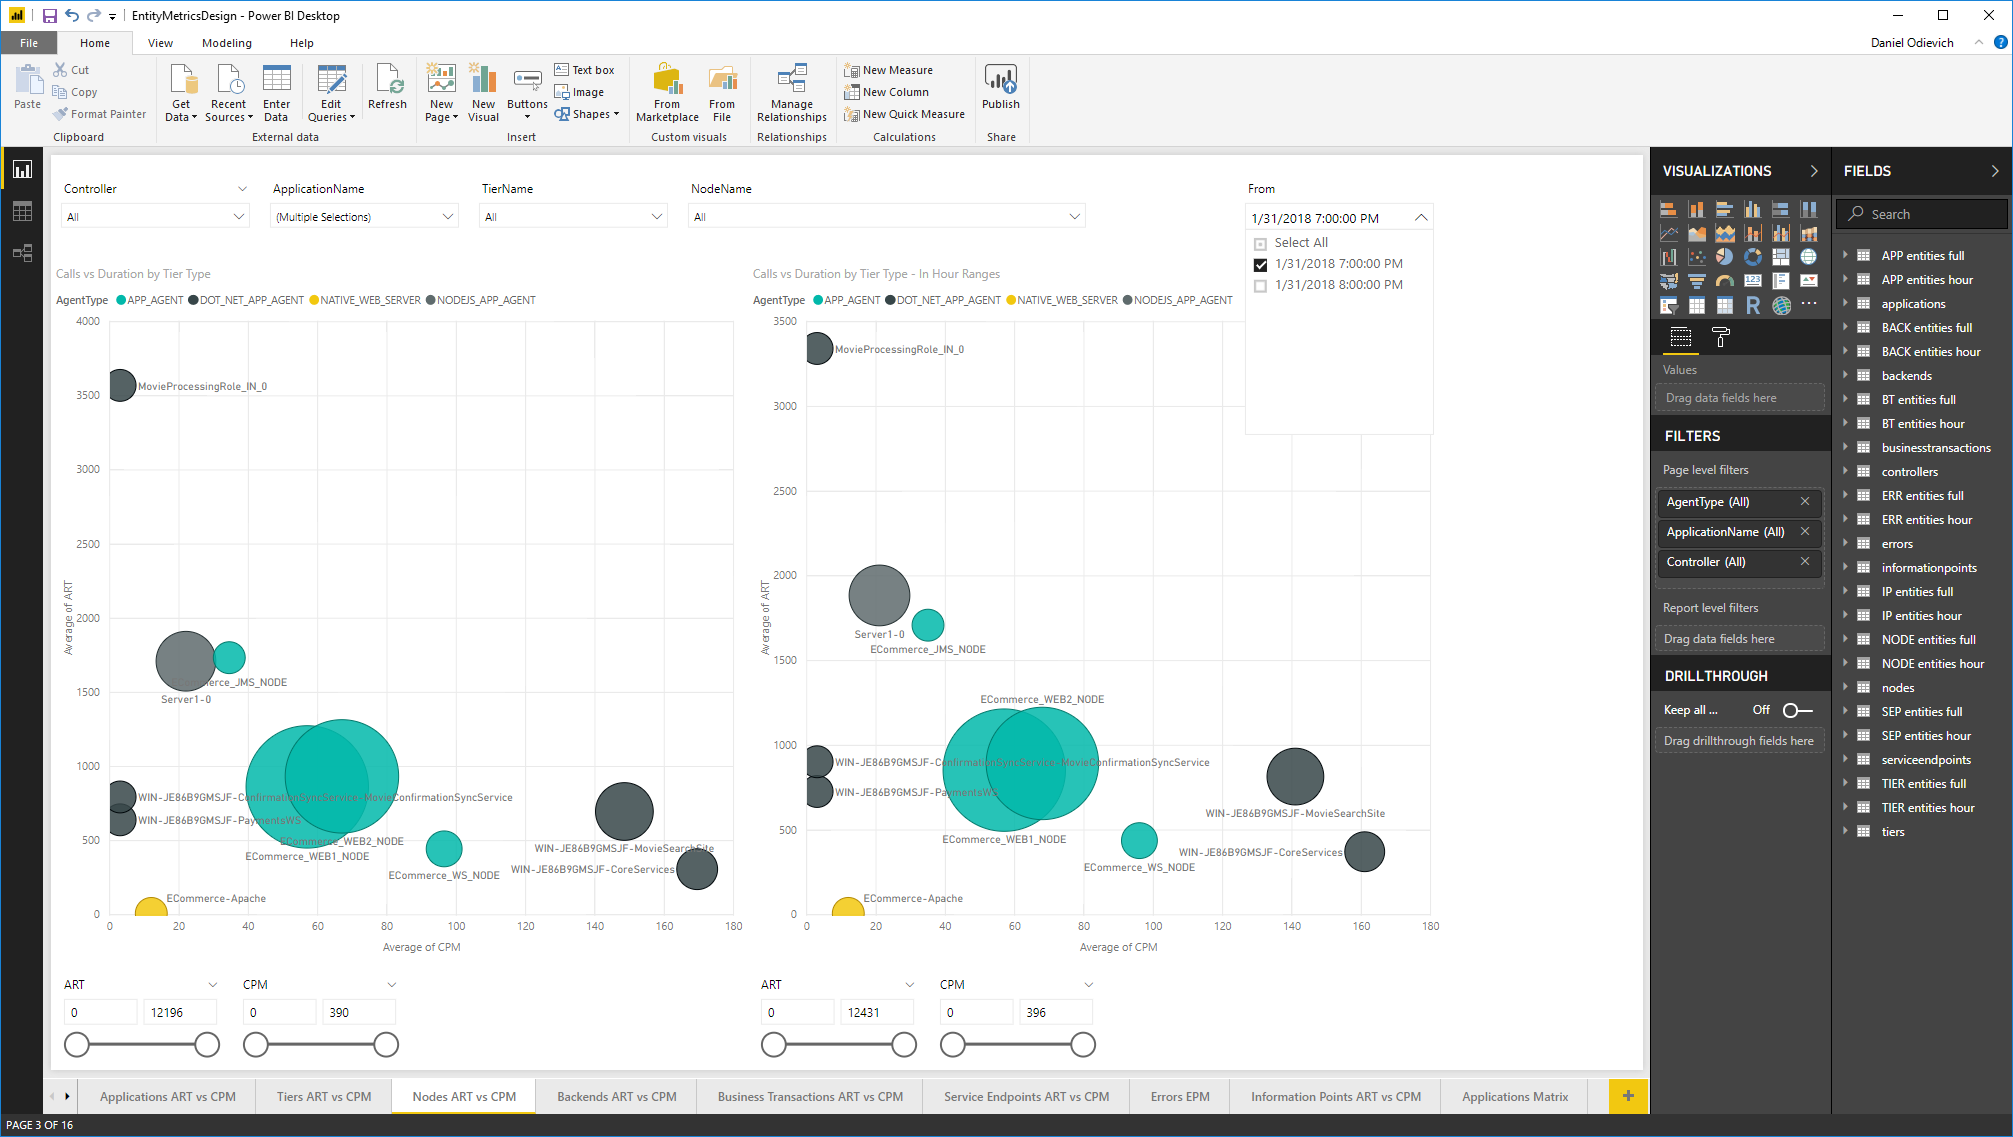 EntityMetricsDesign - Power BI Desktop
File Home View Modeling Help
Daniel Odievich
Paste
Cut
Copy
Format Painter
Clipboard
Get Data
Recent Sources
Enter Data
Edit Queries
Refresh
External data
New Page
New Visual
Buttons
Text box
Image
Shapes
Insert
From Marketplace
From File
Custom visuals
Manage Relationships
Relationships
New Measure
New Column
New Quick Measure
Calculations
Publish
Share
Controller
All
ApplicationName
(Multiple Selections)
TierName
All
NodeName
All
From
1/31/2018 7:00:00 PM
Select All
1/31/2018 7:00:00 PM
1/31/2018 8:00:00 PM
Calls vs Duration by Tier Type
AgentType APP_AGENT DOT_NET_APP_AGENT NATIVE_WEB_SERVER NODEJS_APP_AGENT
4000
3500
3000
2500
2000
1500
1000
500
0
Average of ART
MovieProcessingRole_IN_0
Commerce_JMS_NODE
Server1-0
WIN-JE86B9GMSJF-ConfirmationSyncService-MovieConfirmationSyncService
WIN-JE86B9GMSJF-PaymentsWS
ECommerce_WEB2_NODE
ECommerce_WEB1_NODE
WIN-JE86B9GMSJF-MovieSearchSite
WIN-JE86B9GMSJF-CoreServices
ECommerce_WS_NODE
ECommerce-Apache
0 20 40 60 80 100 120 140 160 180
Average of CPM
Calls vs Duration by Tier Type - In Hour Ranges
AgentType APP_AGENT DOT_NET_APP_AGENT NATIVE_WEB_SERVER NODEJS_APP_AGENT
3500
3000
2500
2000
1500
1000
500
0
Average of ART
MovieProcessingRole_IN_0
Server1-0
ECommerce_JMS_NODE
ECommerce_WEB2_NODE
WIN-JE86B9GMSJF-ConfirmationSyncService-MovieConfirmationSyncService
WIN-JE86B9GMSJF-PaymentsWS
ECommerce_WEB1_NODE
WIN-JE86B9GMSJF-MovieSearchSite
WIN-JE86B9GMSJF-CoreServices
ECommerce_WS_NODE
ECommerce-Apache
0 20 40 60 80 100 120 140 160 180
Average of CPM
ART
0 12196
CPM
0 390
ART
0 12431
CPM
0 396
VISUALIZATIONS
123
R
Values
Drag data fields here
FILTERS
Page level filters
AgentType (All)
ApplicationName (All)
Controller (All)
Report level filters
Drag data fields here
DRILLTHROUGH
Keep all ... Off
Drag drillthrough fields here
FIELDS
Search
APP entities full
APP entities hour
applications
BACK entities full
BACK entities hour
backends
BT entities full
BT entities hour
businesstransactions
controllers
ERR entities full
ERR entities hour
errors
informationpoints
IP entities full
IP entities hour
NODE entities full
NODE entities hour
nodes
SEP entities full
SEP entities hour
serviceendpoints
TIER entities full
TIER entities hour
tiers
Applications ART vs CPM
Tiers ART vs CPM
Nodes ART vs CPM
Backends ART vs CPM
Business Transactions ART vs CPM
Service Endpoints ART vs CPM
Errors EPM
Information Points ART vs CPM
Applications Matrix
PAGE 3 OF 16